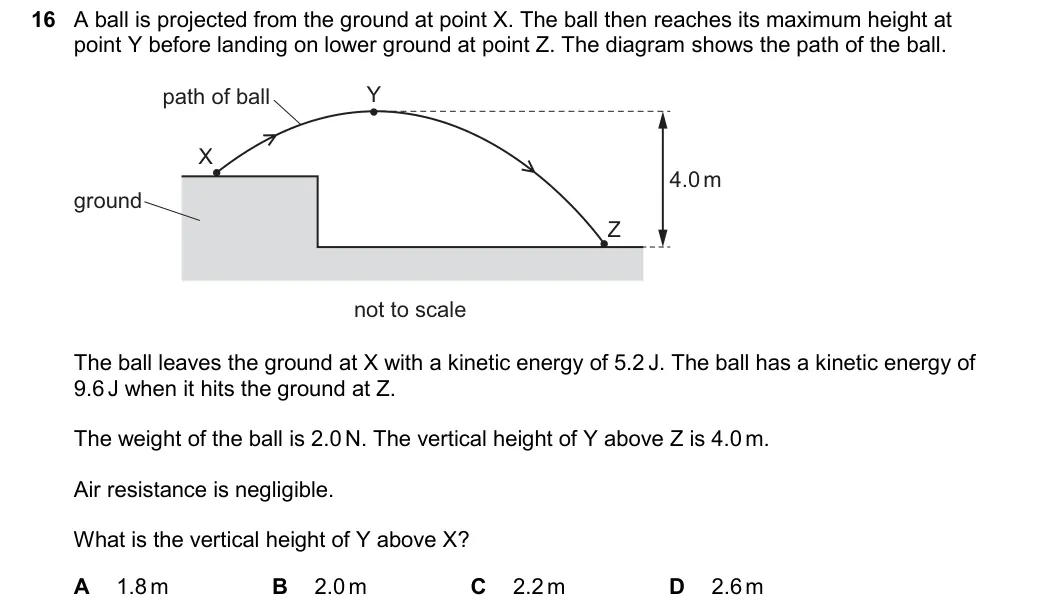 16 A ball is projected from the ground at point X. The ball then reaches its maximum height at
point Y before landing on lower ground at point Z. The diagram shows the path of the ball.
path of ball
Y
X
4.0 m
ground
Z
not to scale
The ball leaves the ground at X with a kinetic energy of 5.2 J. The ball has a kinetic energy of
9.6 J when it hits the ground at Z.
The weight of the ball is 2.0 N. The vertical height of Y above Z is 4.0 m.
Air resistance is negligible.
What is the vertical height of Y above X?
A 1.8 m B 2.0 m C 2.2 m D 2.6 m